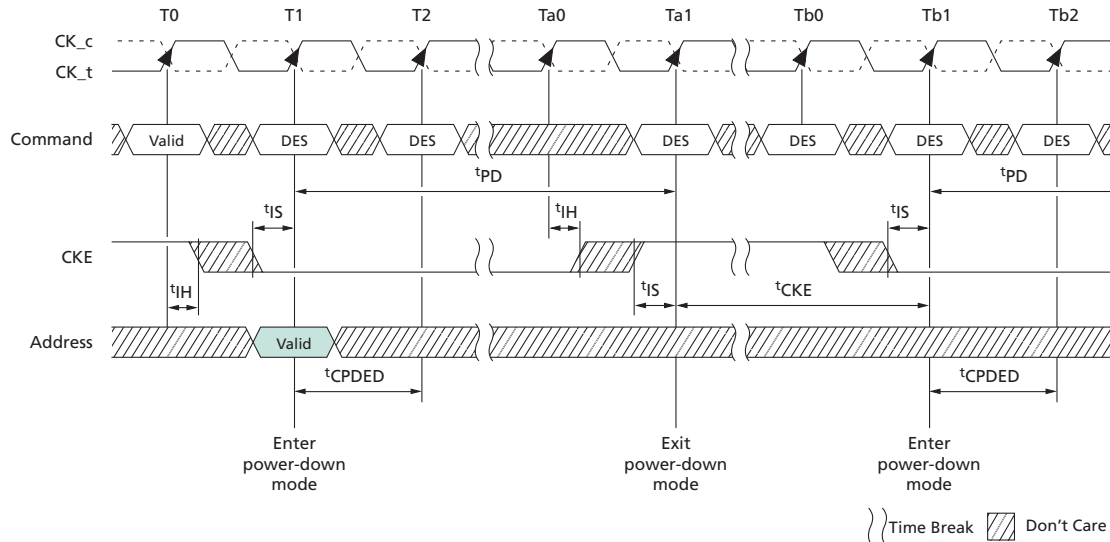 T0 T1 T2 Ta0 Ta1 Tb0 Tb1 Tb2
CK_c
CK_t
Command Valid DES DES DES DES DES DES
tPD tPD
tIS tIH tIS
CKE
tIH tIS tCKE
Address Valid
tCPDED tCPDED
Enter
power-down
mode
Exit
power-down
mode
Enter
power-down
mode
Time Break Don't Care